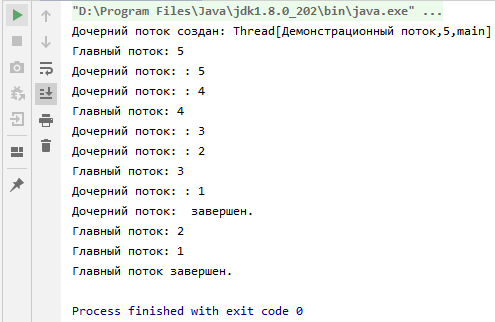 "D:\Program Files\Java\jdk1.8.0_202\bin\java.exe" ...
Дочерний поток создан: Thread[Демонстрационный поток,5,main]
Главный поток: 5
Дочерний поток: : 5
Дочерний поток: : 4
Главный поток: 4
Дочерний поток: : 3
Дочерний поток: : 2
Главный поток: 3
Дочерний поток: : 1
Дочерний поток:  завершен.
Главный поток: 2
Главный поток: 1
Главный поток завершен.
Process finished with exit code 0